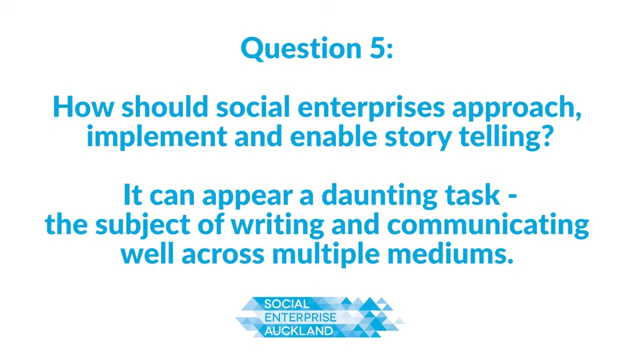 Question 5:
How should social enterprises approach,
implement and enable story telling?
It can appear a daunting task -
the subject of writing and communicating
well across multiple mediums.
SOCIAL
ENTERPRISE
AUCKLAND